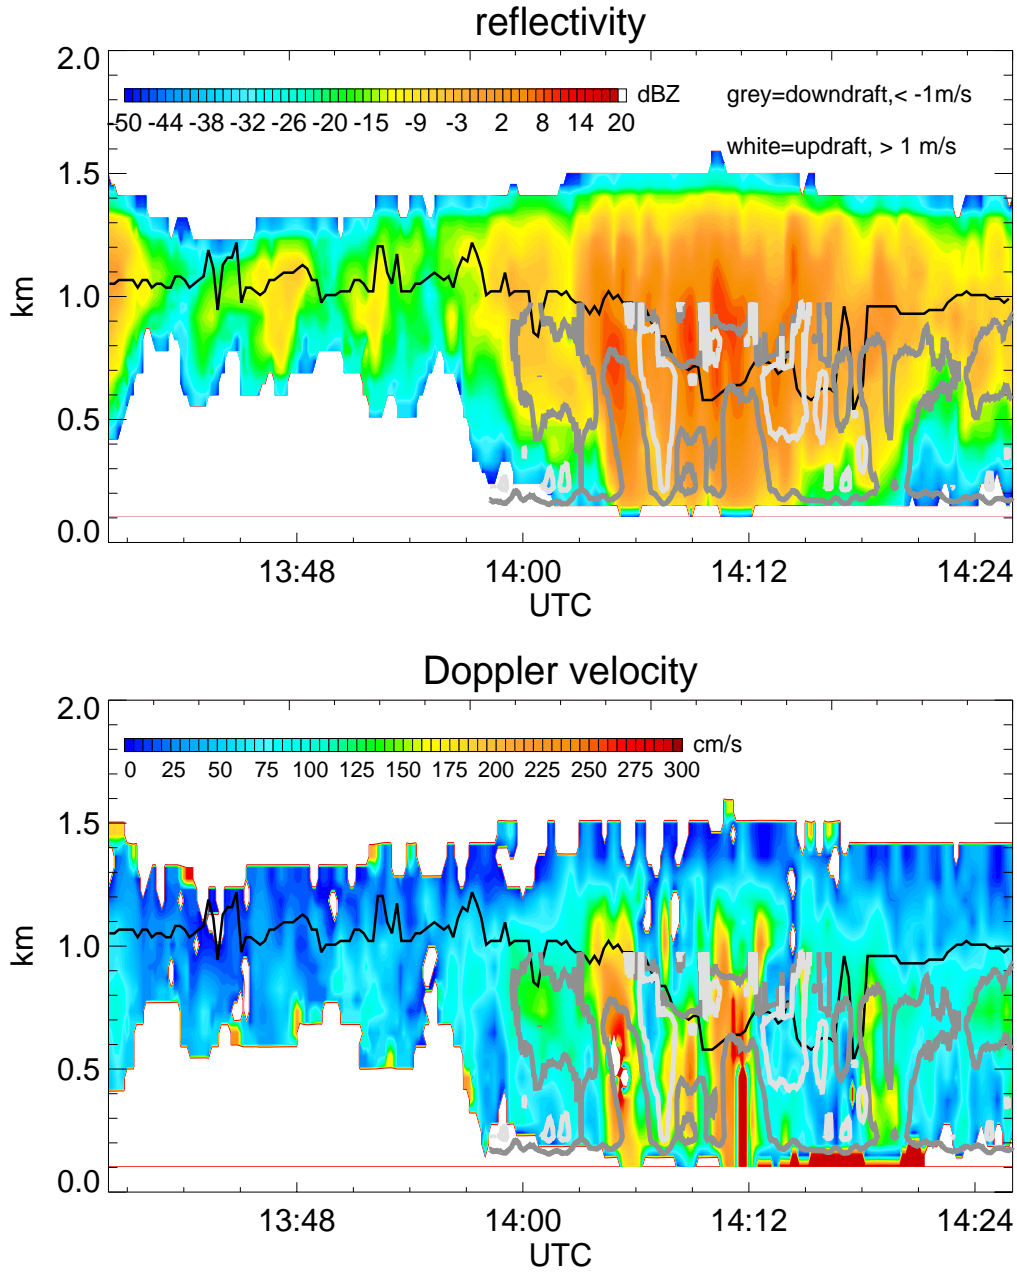 reflectivity
2.0
dBZ
grey=downdraft,< -1m/s
-50 -44 -38 -32 -26 -20 -15 -9 -3 2 8 14 20
white=updraft, > 1 m/s
1.5
km
1.0
0.5
0.0
13:48 14:00 14:12 14:24
UTC
Doppler velocity
2.0
cm/s
0 25 50 75 100 125 150 175 200 225 250 275 300
1.5
km
1.0
0.5
0.0
13:48 14:00 14:12 14:24
UTC